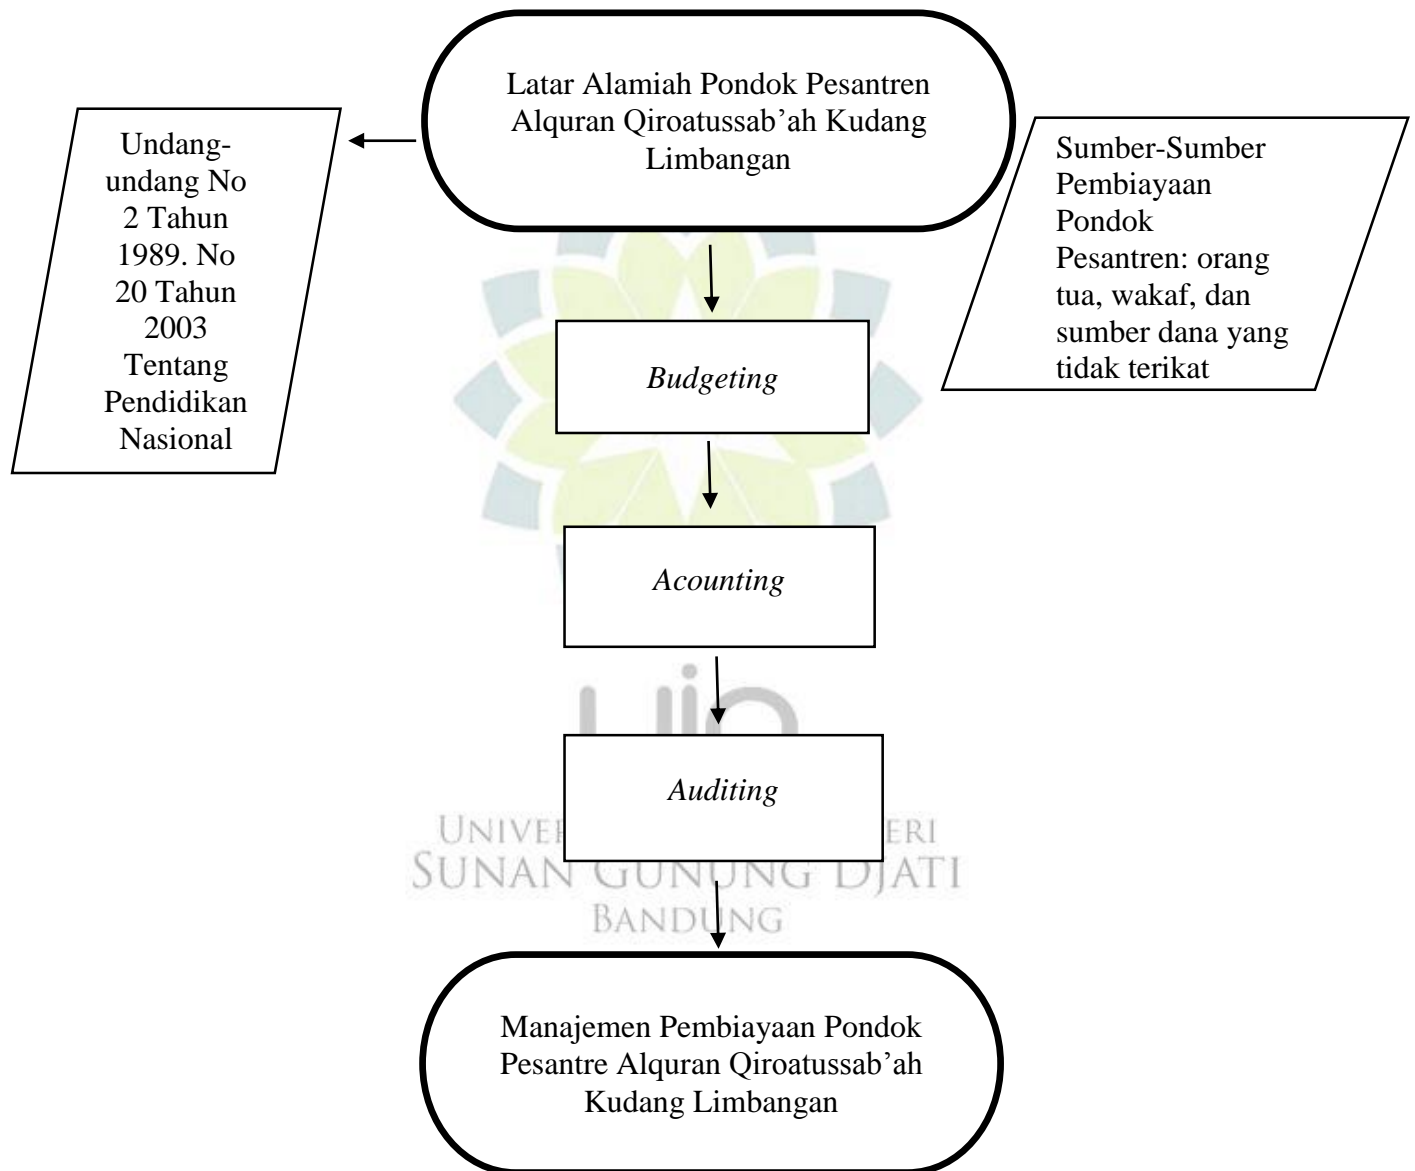 Latar Alamiah Pondok Pesantren
Alquran Qiroatussab’ah Kudang
Limbangan
Undang-
undang No
2 Tahun
1989. No
20 Tahun
2003
Tentang
Pendidikan
Nasional
Sumber-Sumber
Pembiayaan
Pondok
Pesantren: orang
tua, wakaf, dan
sumber dana yang
tidak terikat
Budgeting
Acounting
Auditing
SUNAN GUNUNG DJATI
BANDUNG
Manajemen Pembiayaan Pondok
Pesantre Alquran Qiroatussab’ah
Kudang Limbangan